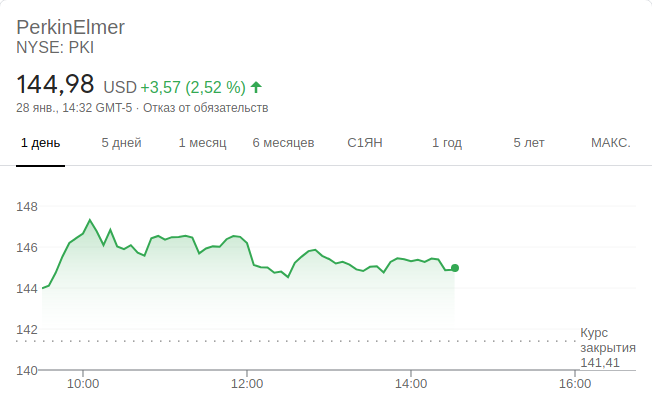 PerkinElmer
NYSE: PKI
144,98 USD +3,57 (2,52 %)
28 янв., 14:32 GMT-5 · Отказ от обязательств
1 день 5 дней 1 месяц 6 месяцев С1ЯН 1 год 5 лет МАКС.
148
146
144
142
Курс
закрытия
141,41
140
10:00 12:00 14:00 16:00